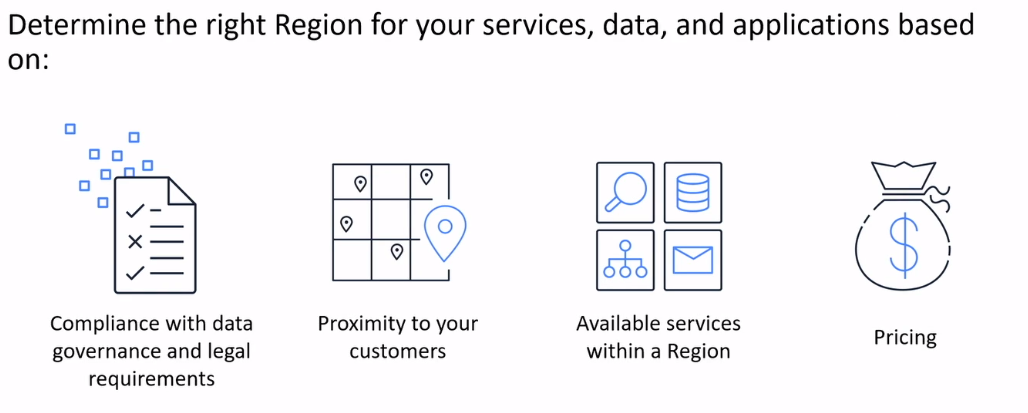 Determine the right Region for your services, data, and applications based
on:
Compliance with data
governance and legal
requirements
Proximity to your
customers
Available services
within a Region
$
Pricing